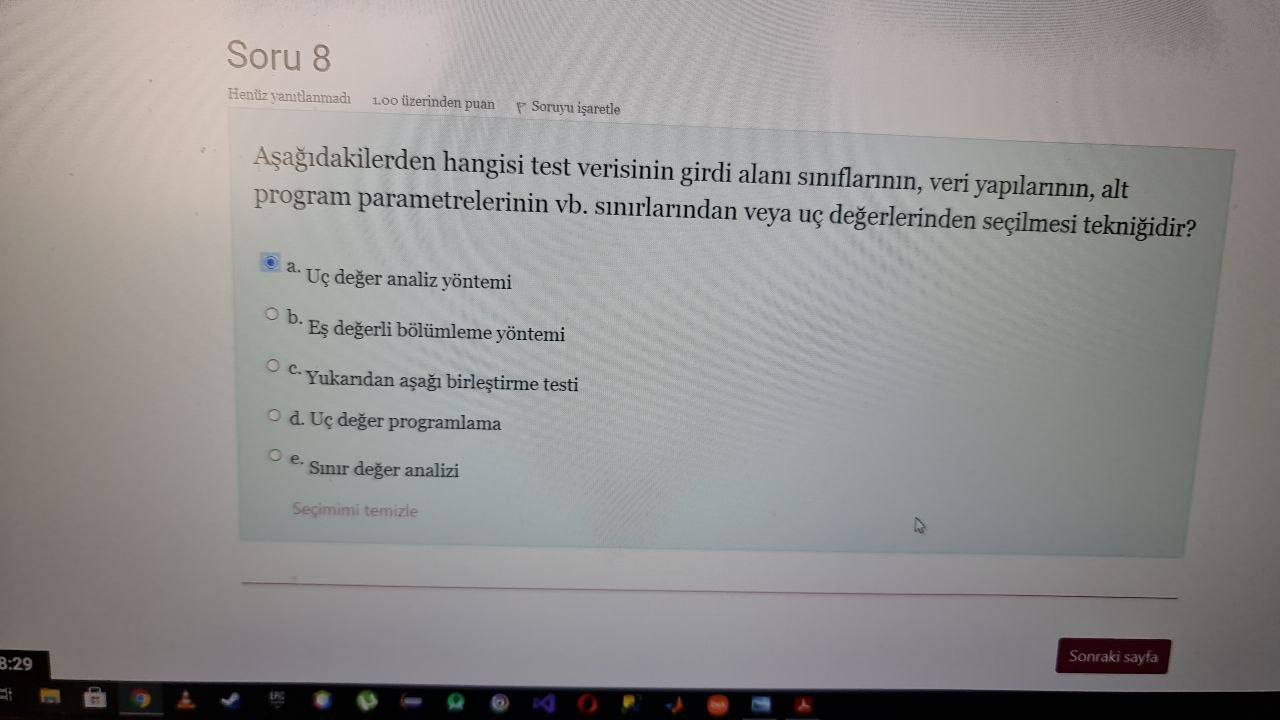 Soru 8
Henüz yanıtlanmadı 1.00 üzerinden puan Soruyu işaretle
Aşağıdakilerden hangisi test verisinin girdi alanı sınıflarının, veri yapılarının, alt
program parametrelerinin vb. sınırlarından veya uç değerlerinden seçilmesi tekniğidir?
a. Uç değer analiz yöntemi
b. Eş değerli bölümleme yöntemi
c. Yukarıdan aşağı birleştirme testi
d. Uç değer programlama
e. Sınır değer analizi
Seçimimi temizle
Sonraki sayfa
8:29
EPIC